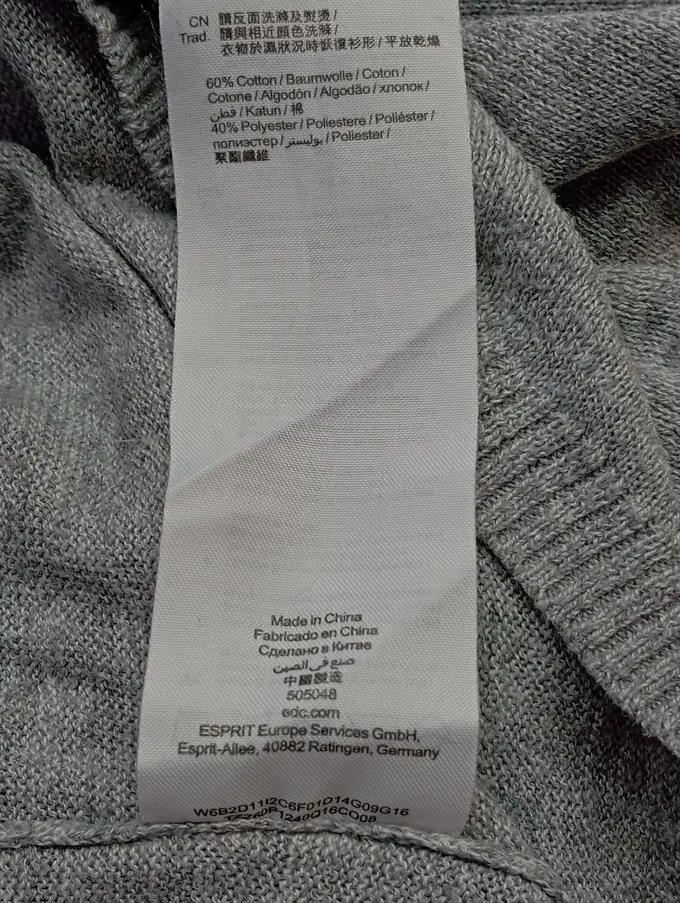 CN 請反面洗滌及熨燙 /
Trad. 請與相近顏色洗滌 /
衣物於濕狀況時恢復衫形 / 平放乾燥
60% Cotton / Baumwolle / Coton /
Cotone / Algodón / Algodão / хлопок /
قطن / Katun / 棉
40% Polyester / Poliestere / Poliéster /
полиэстер / بوليستر / Poliester /
聚酯纖維
Made in China
Fabricado en China
Сделано в Китае
صنع في الصين
中國製造
505048
edc.com
ESPRIT Europe Services GmbH,
Esprit-Allee, 40882 Ratingen, Germany
W6B2D11I2C6F01D14G09G16